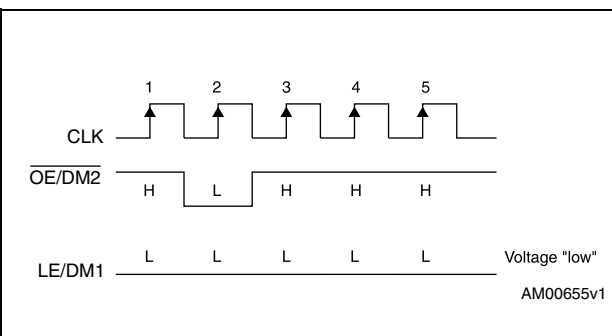 1 2 3 4 5
CLK
OE/DM2
H L H H H
L L L L L Voltage "low"
LE/DM1
AM00655v1